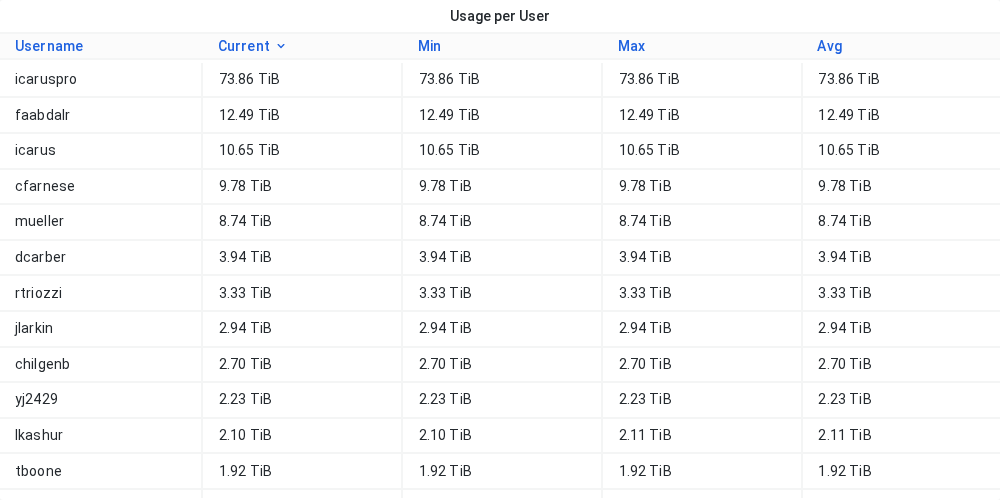 Usage per User
Username Current Min Max Avg
icaruspro 73.86 TiB 73.86 TiB 73.86 TiB 73.86 TiB
faabdalr 12.49 TiB 12.49 TiB 12.49 TiB 12.49 TiB
icarus 10.65 TiB 10.65 TiB 10.65 TiB 10.65 TiB
cfarnese 9.78 TiB 9.78 TiB 9.78 TiB 9.78 TiB
mueller 8.74 TiB 8.74 TiB 8.74 TiB 8.74 TiB
dcarber 3.94 TiB 3.94 TiB 3.94 TiB 3.94 TiB
rtriozzi 3.33 TiB 3.33 TiB 3.33 TiB 3.33 TiB
jlarkin 2.94 TiB 2.94 TiB 2.94 TiB 2.94 TiB
chilgenb 2.70 TiB 2.70 TiB 2.70 TiB 2.70 TiB
yj2429 2.23 TiB 2.23 TiB 2.23 TiB 2.23 TiB
lkashur 2.10 TiB 2.10 TiB 2.11 TiB 2.11 TiB
tboone 1.92 TiB 1.92 TiB 1.92 TiB 1.92 TiB